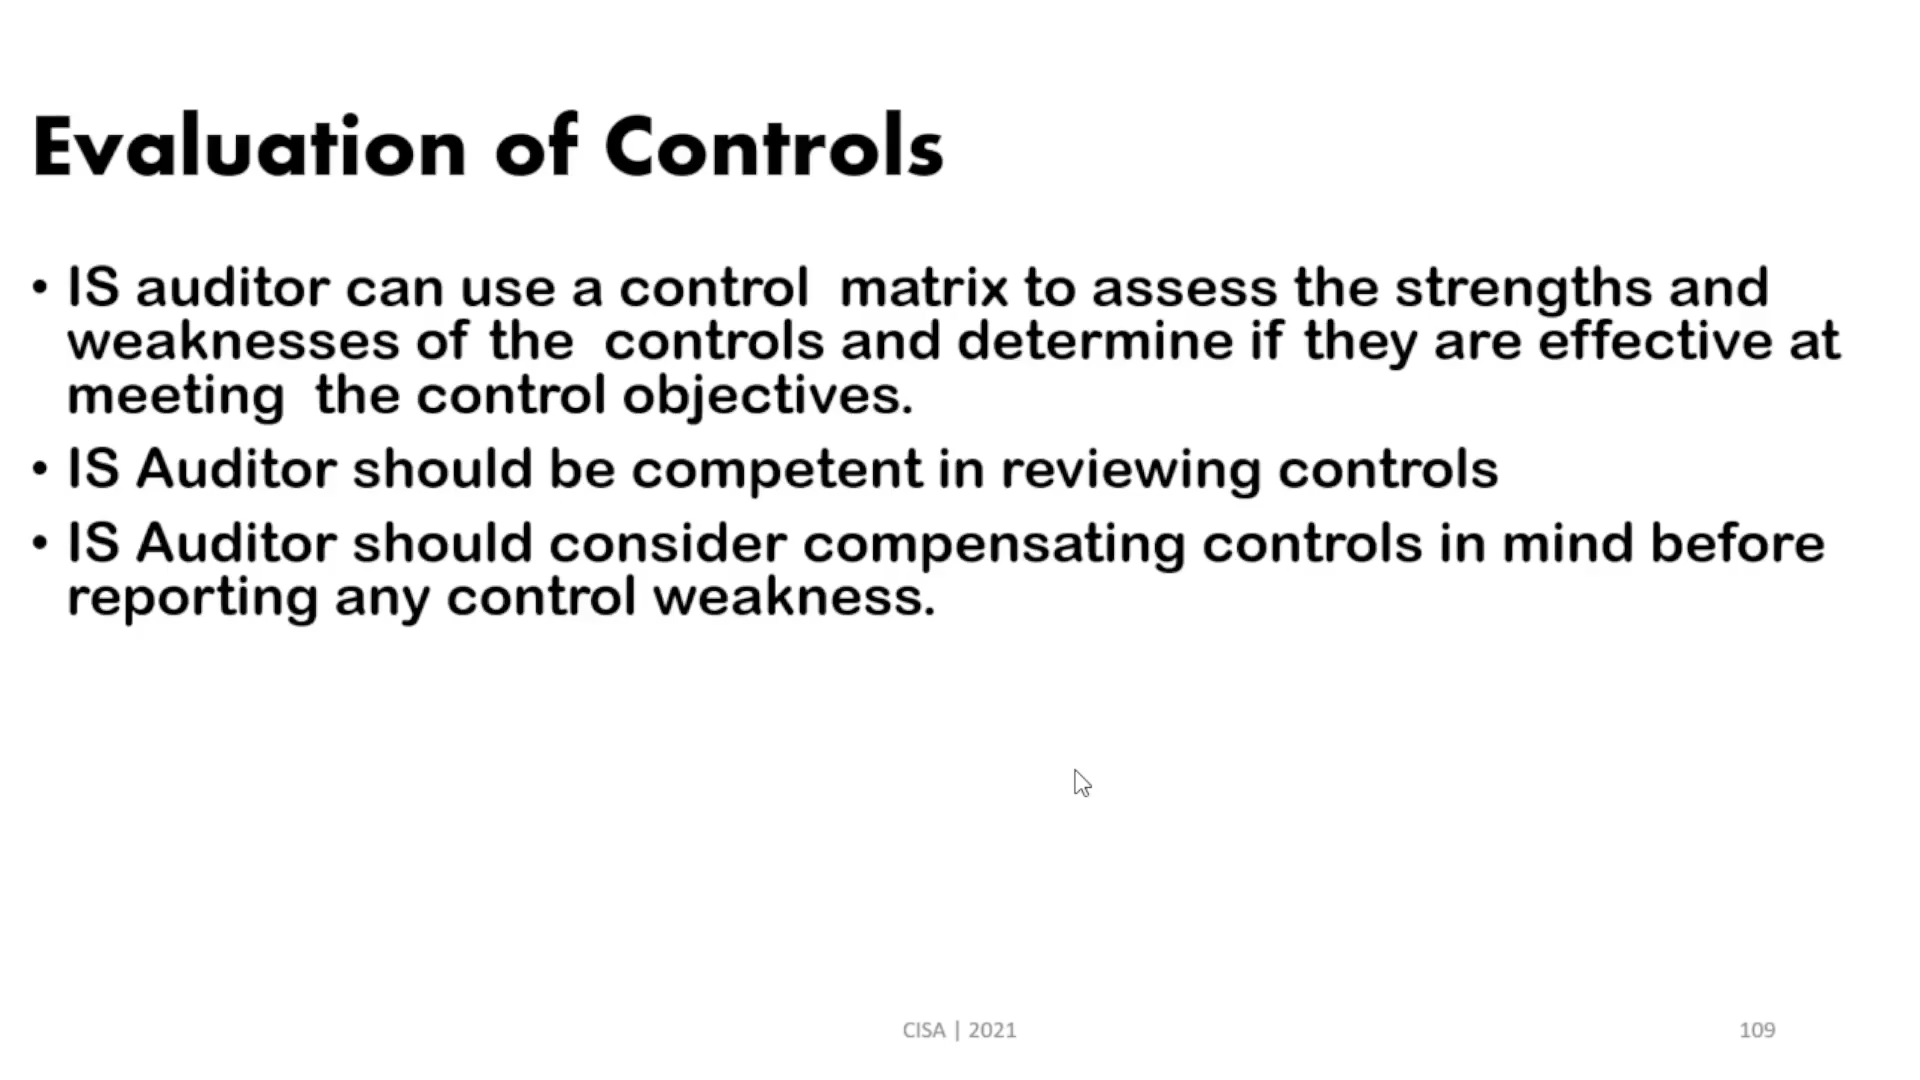 Evaluation of Controls
• IS auditor can use a control matrix to assess the strengths and
weaknesses of the controls and determine if they are effective at
meeting the control objectives.
• IS Auditor should be competent in reviewing controls
• IS Auditor should consider compensating controls in mind before
reporting any control weakness.
CISA | 2021
109